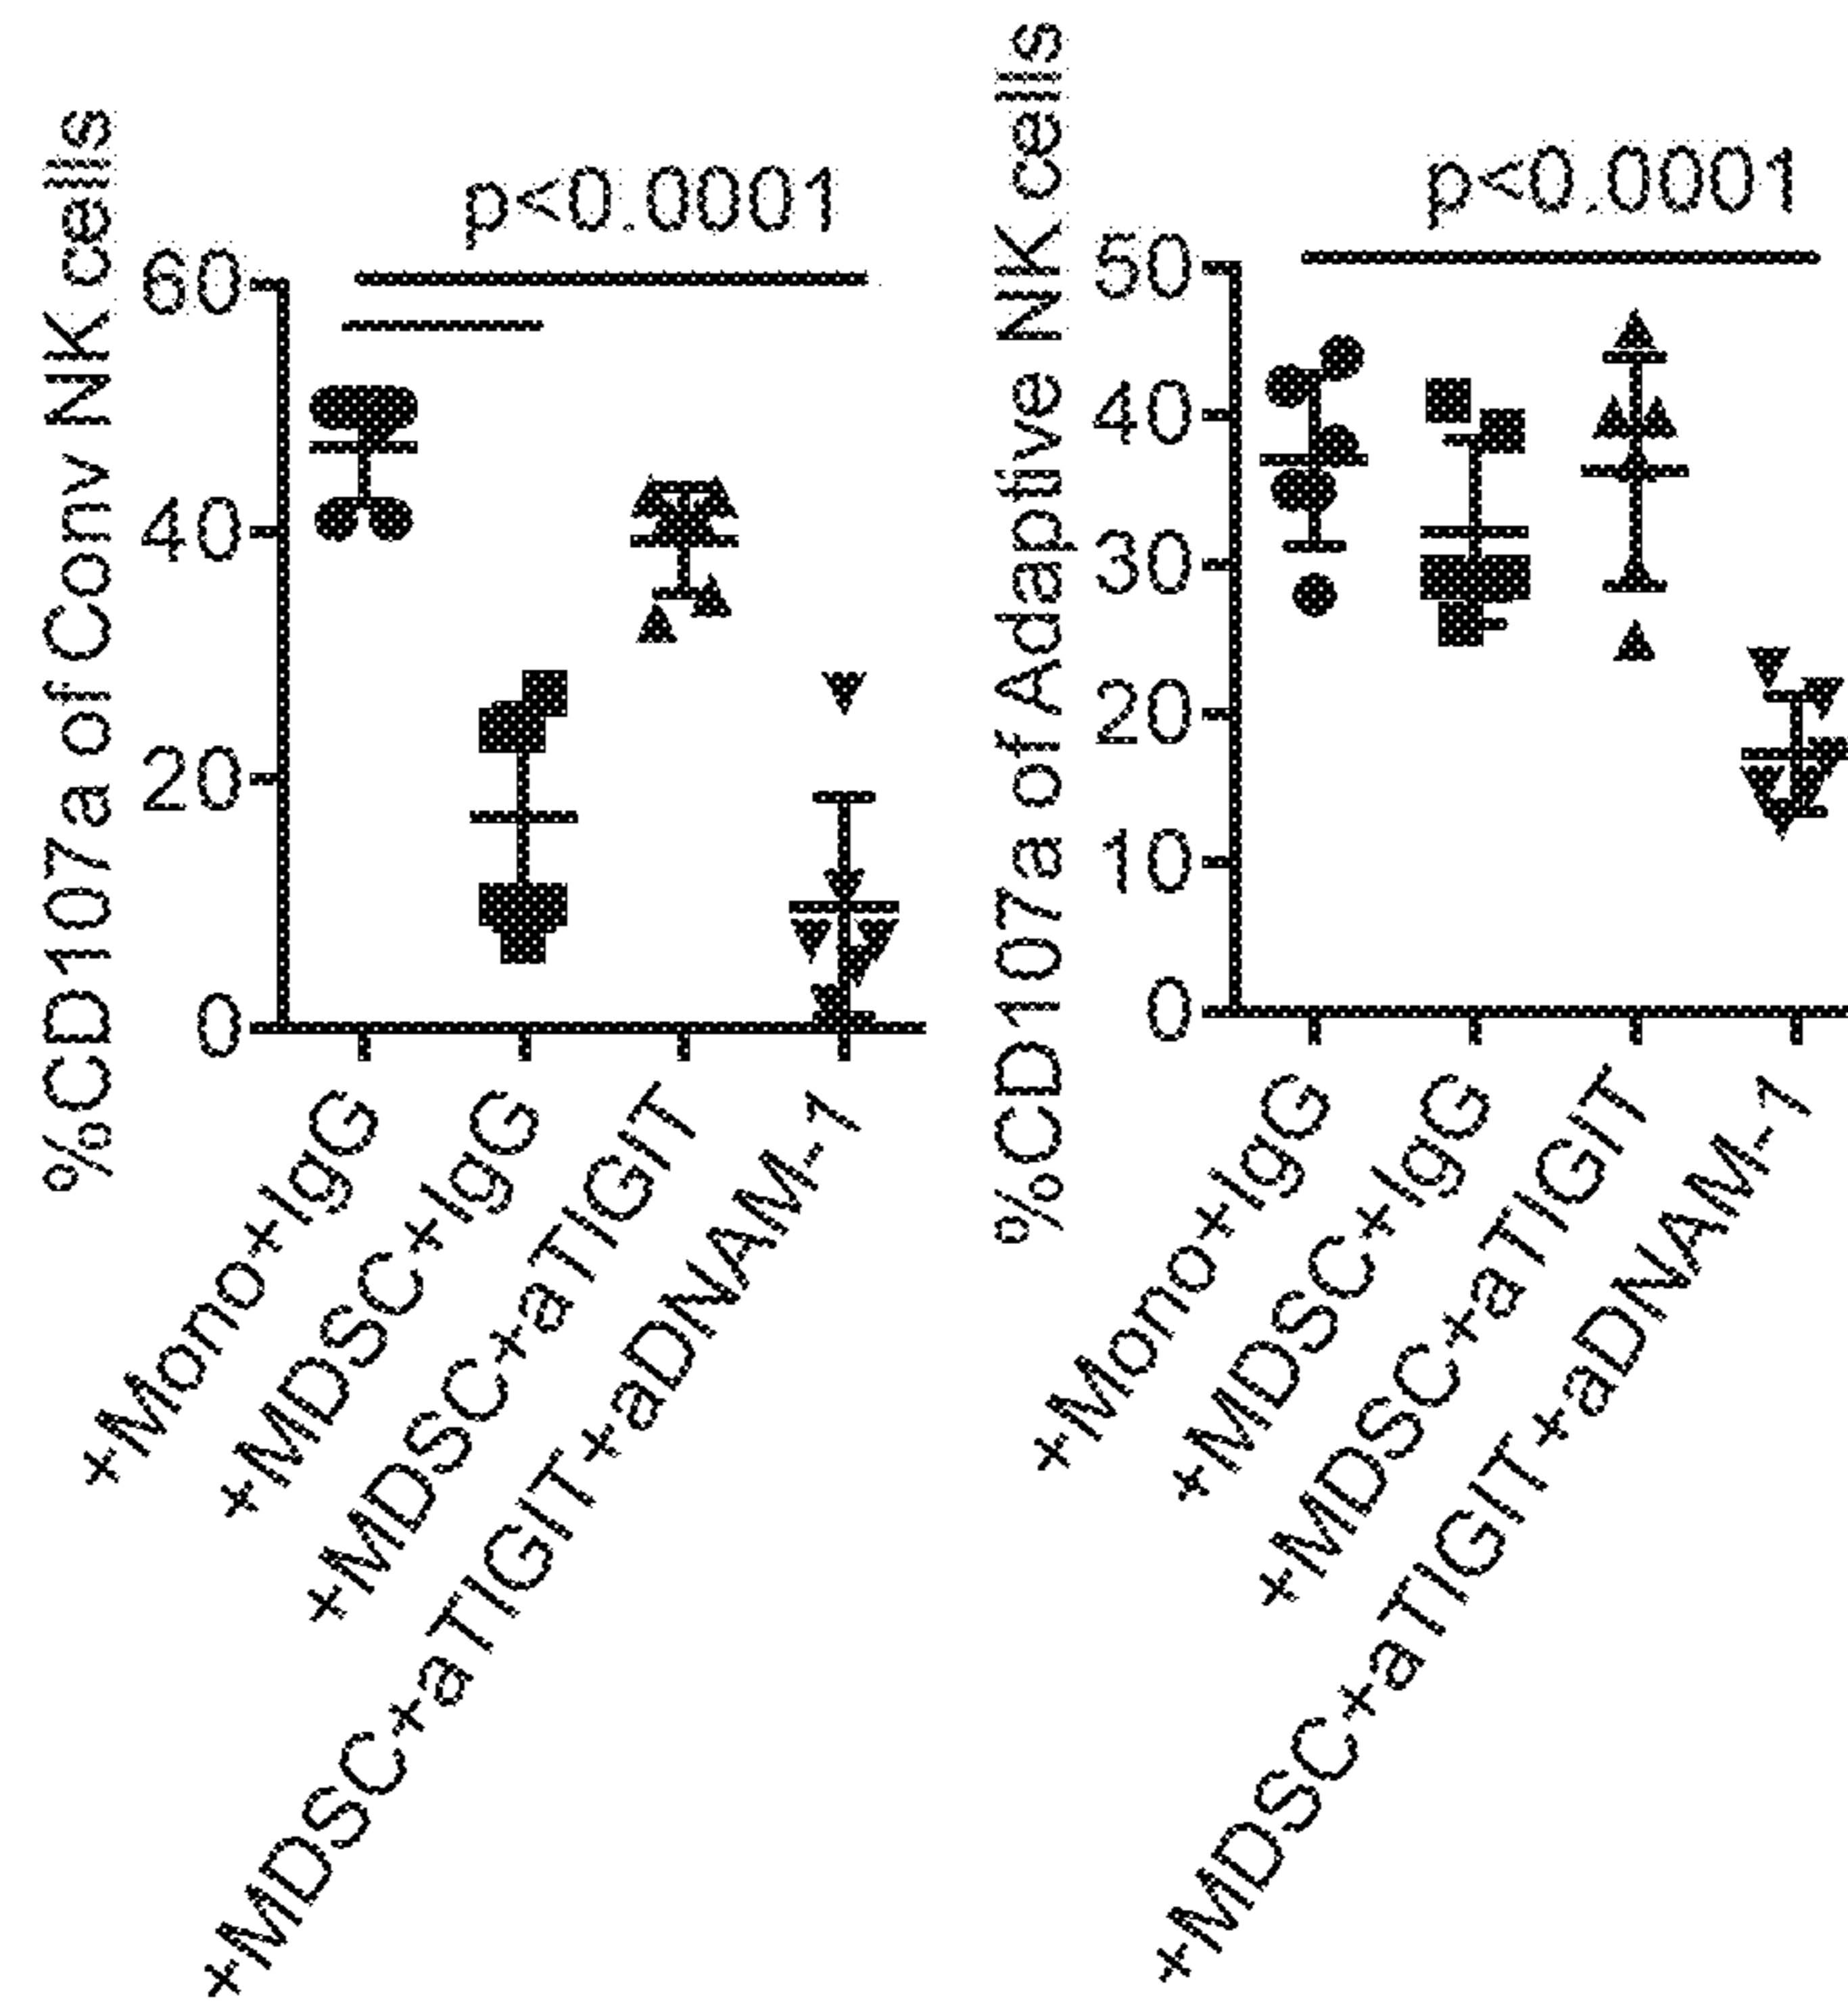 %CD107a of Conv NK cells
p<0.0001
60
40
20
0
+Mono+IgG
+MDSC+IgG
+MDSC+aTIGIT
+MDSC+aTIGIT+aDNAM-1
%CD107a of Adaptive NK cells
p<0.0001
50
40
30
20
10
0
+Mono+IgG
+MDSC+IgG
+MDSC+aTIGIT
+MDSC+aTIGIT+aDNAM-1